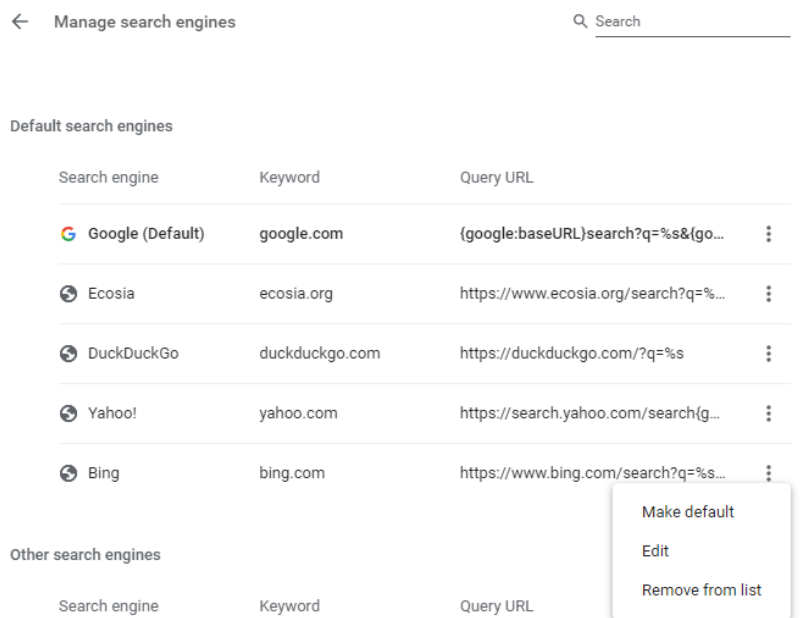 Manage search engines Search
Default search engines
Search engine Keyword Query URL
Google (Default) google.com {google:baseURL}search?q=%s&{go...
Ecosia ecosia.org https://www.ecosia.org/search?q=%...
DuckDuckGo duckduckgo.com https://duckduckgo.com/?q=%s
Yahoo! yahoo.com https://search.yahoo.com/search{g...
Bing bing.com https://www.bing.com/search?q=%s...
Make default
Edit
Remove from list
Other search engines
Search engine Keyword Query URL